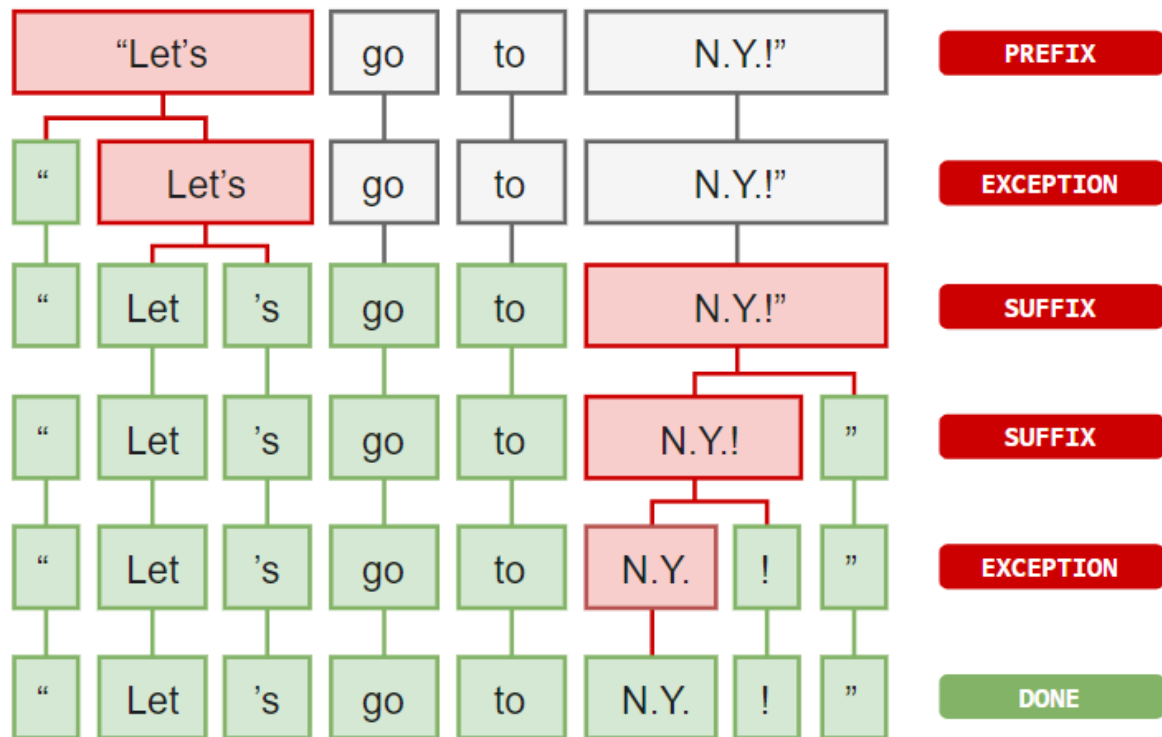 “Let’s go to N.Y.!” PREFIX
“ Let’s go to N.Y.!” EXCEPTION
“ Let ’s go to N.Y.!” SUFFIX
“ Let ’s go to N.Y.! ” SUFFIX
“ Let ’s go to N.Y. ! ” EXCEPTION
“ Let ’s go to N.Y. ! ” DONE